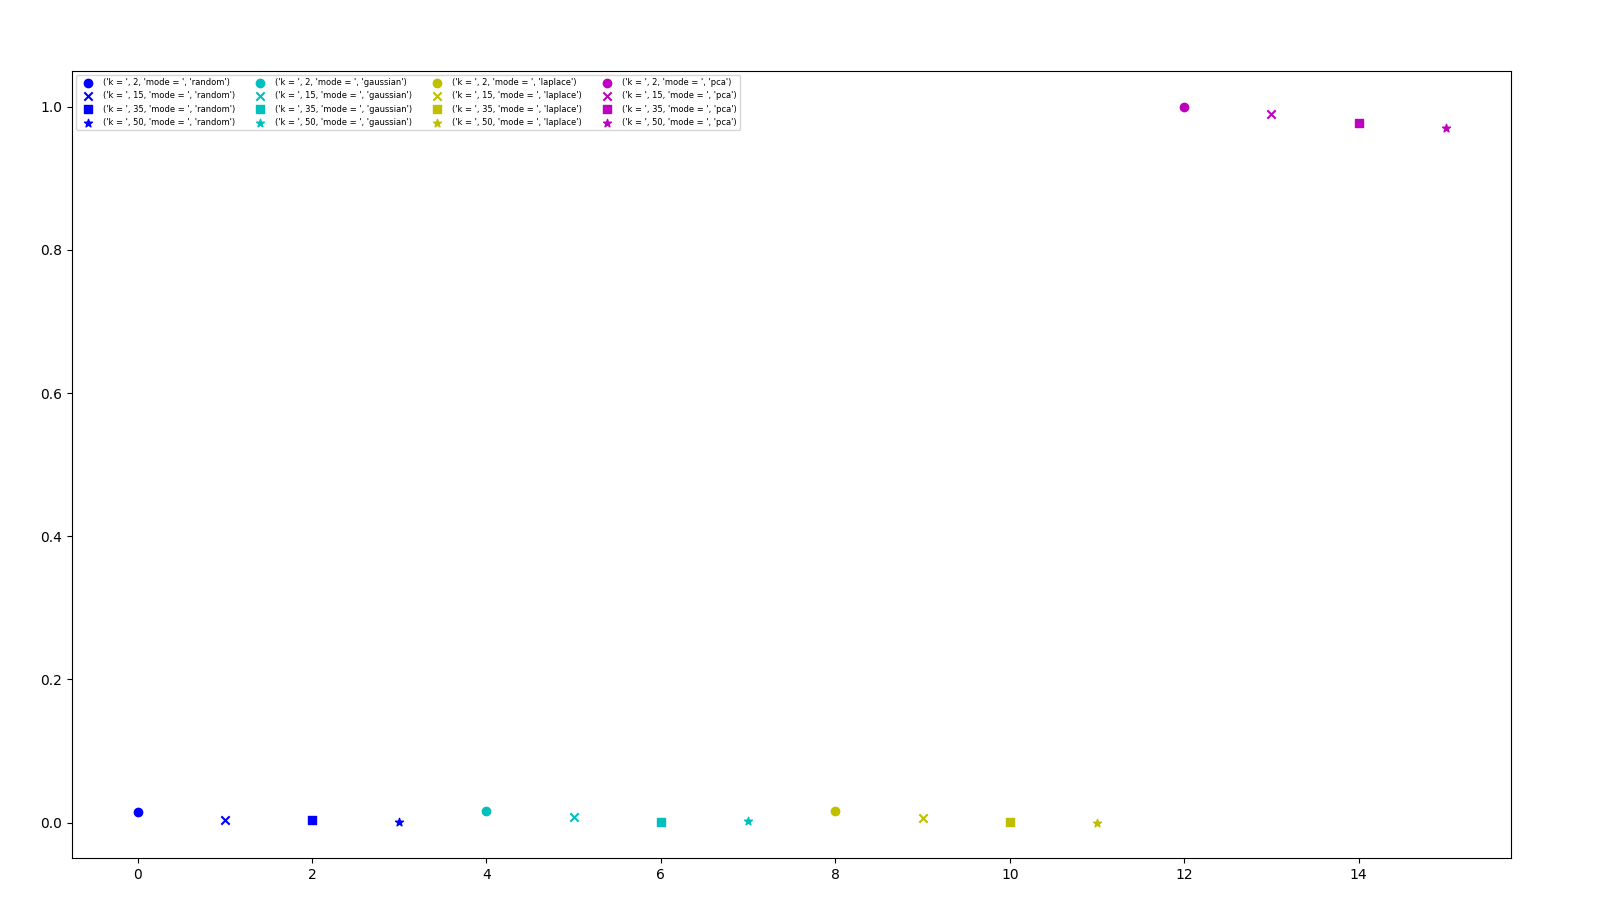 ('k = ', 2, 'mode = ', 'random') ('k = ', 2, 'mode = ', 'gaussian') ('k = ', 2, 'mode = ', 'laplace') ('k = ', 2, 'mode = ', 'pca')
('k = ', 15, 'mode = ', 'random') ('k = ', 15, 'mode = ', 'gaussian') ('k = ', 15, 'mode = ', 'laplace') ('k = ', 15, 'mode = ', 'pca')
('k = ', 35, 'mode = ', 'random') ('k = ', 35, 'mode = ', 'gaussian') ('k = ', 35, 'mode = ', 'laplace') ('k = ', 35, 'mode = ', 'pca')
('k = ', 50, 'mode = ', 'random') ('k = ', 50, 'mode = ', 'gaussian') ('k = ', 50, 'mode = ', 'laplace') ('k = ', 50, 'mode = ', 'pca')
1.0
0.8
0.6
0.4
0.2
0.0
0 2 4 6 8 10 12 14